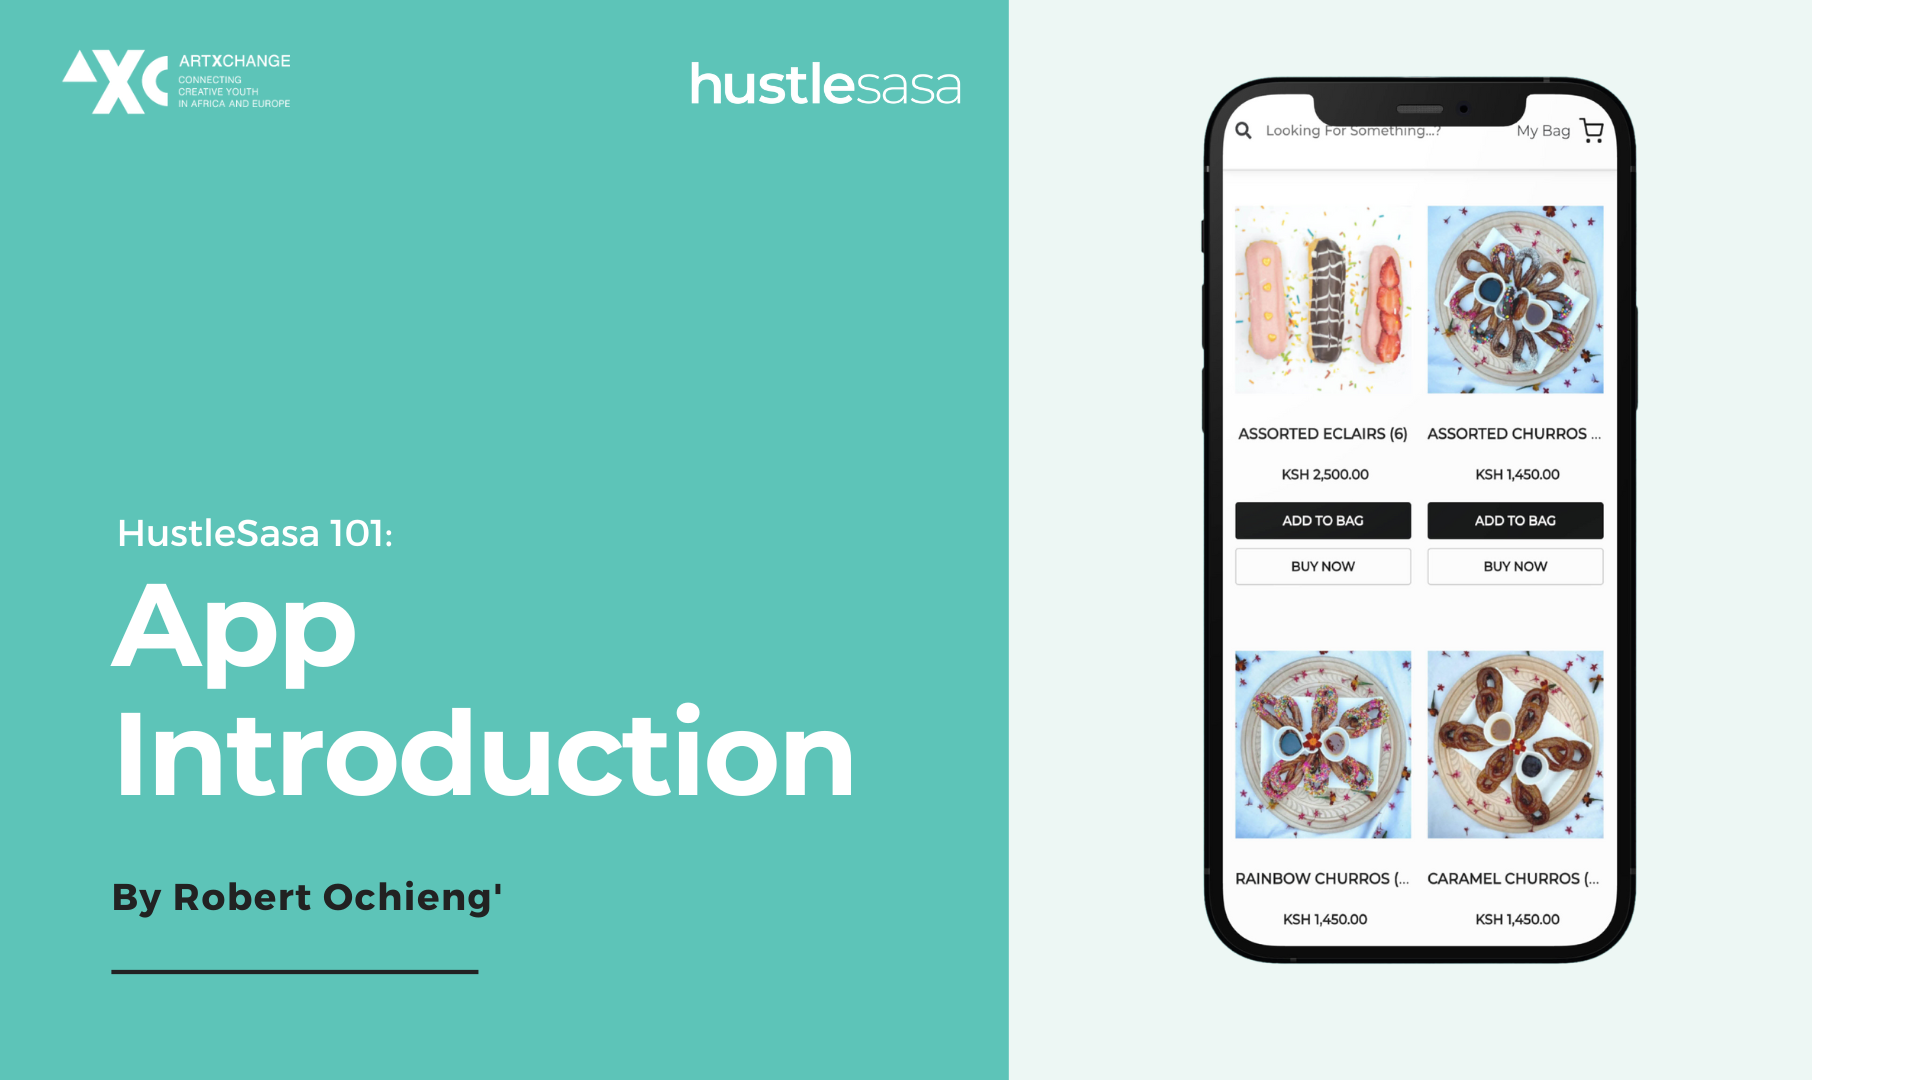 ARTXCHANGE
CONNECTING
CREATIVE YOUTH
IN AFRICA AND EUROPE
hustlesasa
HustleSasa 101:
App
Introduction
By Robert Ochieng'
Looking For Something...?
My Bag
ASSORTED ECLAIRS (6)
KSH 2,500.00
ADD TO BAG
BUY NOW
ASSORTED CHURROS ...
KSH 1,450.00
ADD TO BAG
BUY NOW
RAINBOW CHURROS (...
KSH 1,450.00
CARAMEL CHURROS (...
KSH 1,450.00